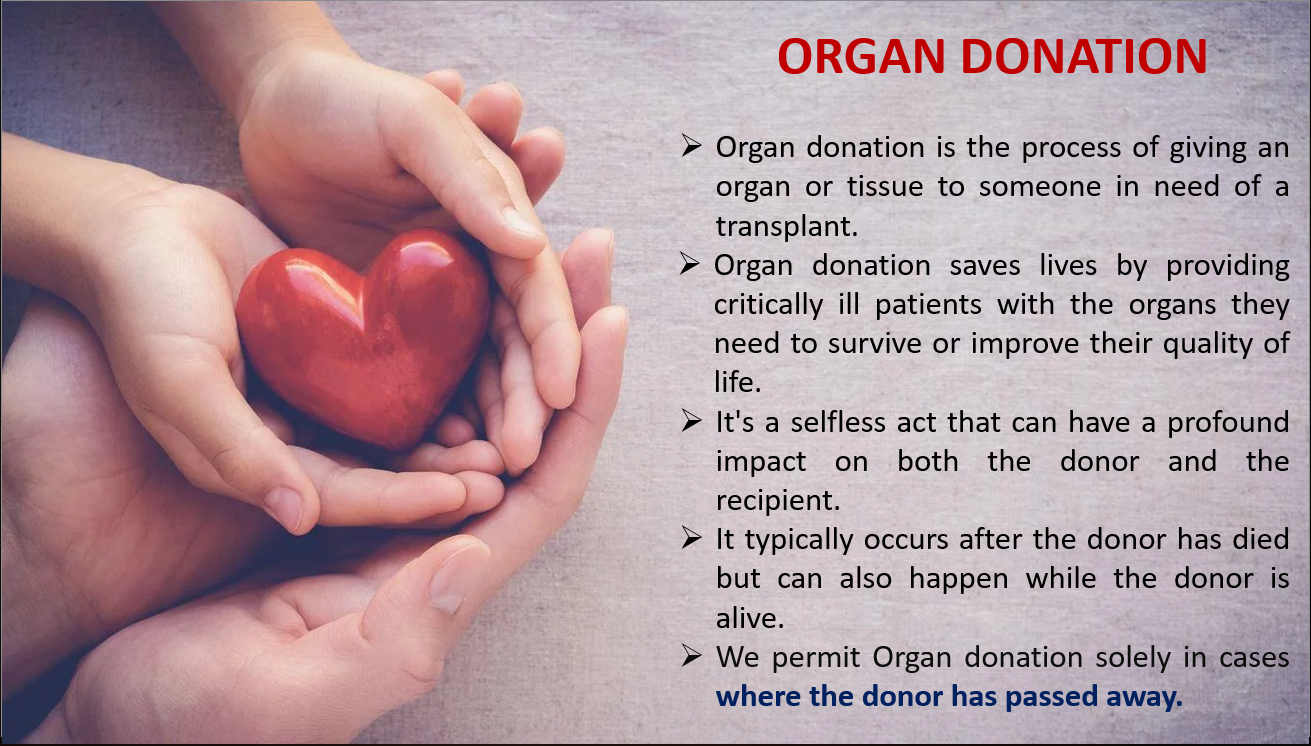 ORGAN DONATION
➢ Organ donation is the process of giving an
organ or tissue to someone in need of a
transplant.
➢ Organ donation saves lives by providing
critically ill patients with the organs they
need to survive or improve their quality of
life.
➢ It's a selfless act that can have a profound
impact on both the donor and the
recipient.
➢ It typically occurs after the donor has died
but can also happen while the donor is
alive.
➢ We permit Organ donation solely in cases
where the donor has passed away.